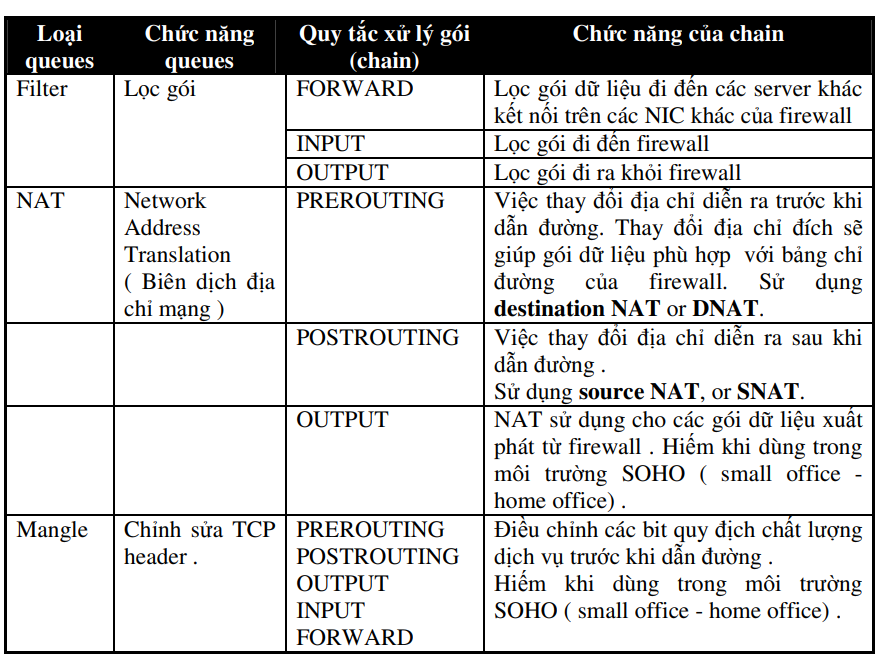 Loại queues
Chức năng queues
Quy tắc xử lý gói (chain)
Chức năng của chain
Filter
Lọc gói
FORWARD
Lọc gói dữ liệu đi đến các server khác
kết nối trên các NIC khác của firewall
INPUT
Lọc gói đi đến firewall
OUTPUT
Lọc gói đi ra khỏi firewall
NAT
Network
Address
Translation
( Biên dịch địa
chỉ mạng )
PREROUTING
Việc thay đổi địa chỉ diễn ra trước khi
dẫn đường. Thay đổi địa chỉ đích sẽ
giúp gói dữ liệu phù hợp với bảng chỉ
đường của firewall. Sử dụng
destination NAT or DNAT.
POSTROUTING
Việc thay đổi địa chỉ diễn ra sau khi
dẫn đường .
Sử dụng source NAT, or SNAT.
OUTPUT
NAT sử dụng cho các gói dữ liệu xuất
phát từ firewall . Hiếm khi dùng trong
môi trường SOHO ( small office -
home office) .
Mangle
Chỉnh sửa TCP
header .
PREROUTING
POSTROUTING
OUTPUT
INPUT
FORWARD
Điều chỉnh các bit quy địch chất lượng
dịch vụ trước khi dẫn đường .
Hiếm khi dùng trong môi trường
SOHO ( small office - home office) .